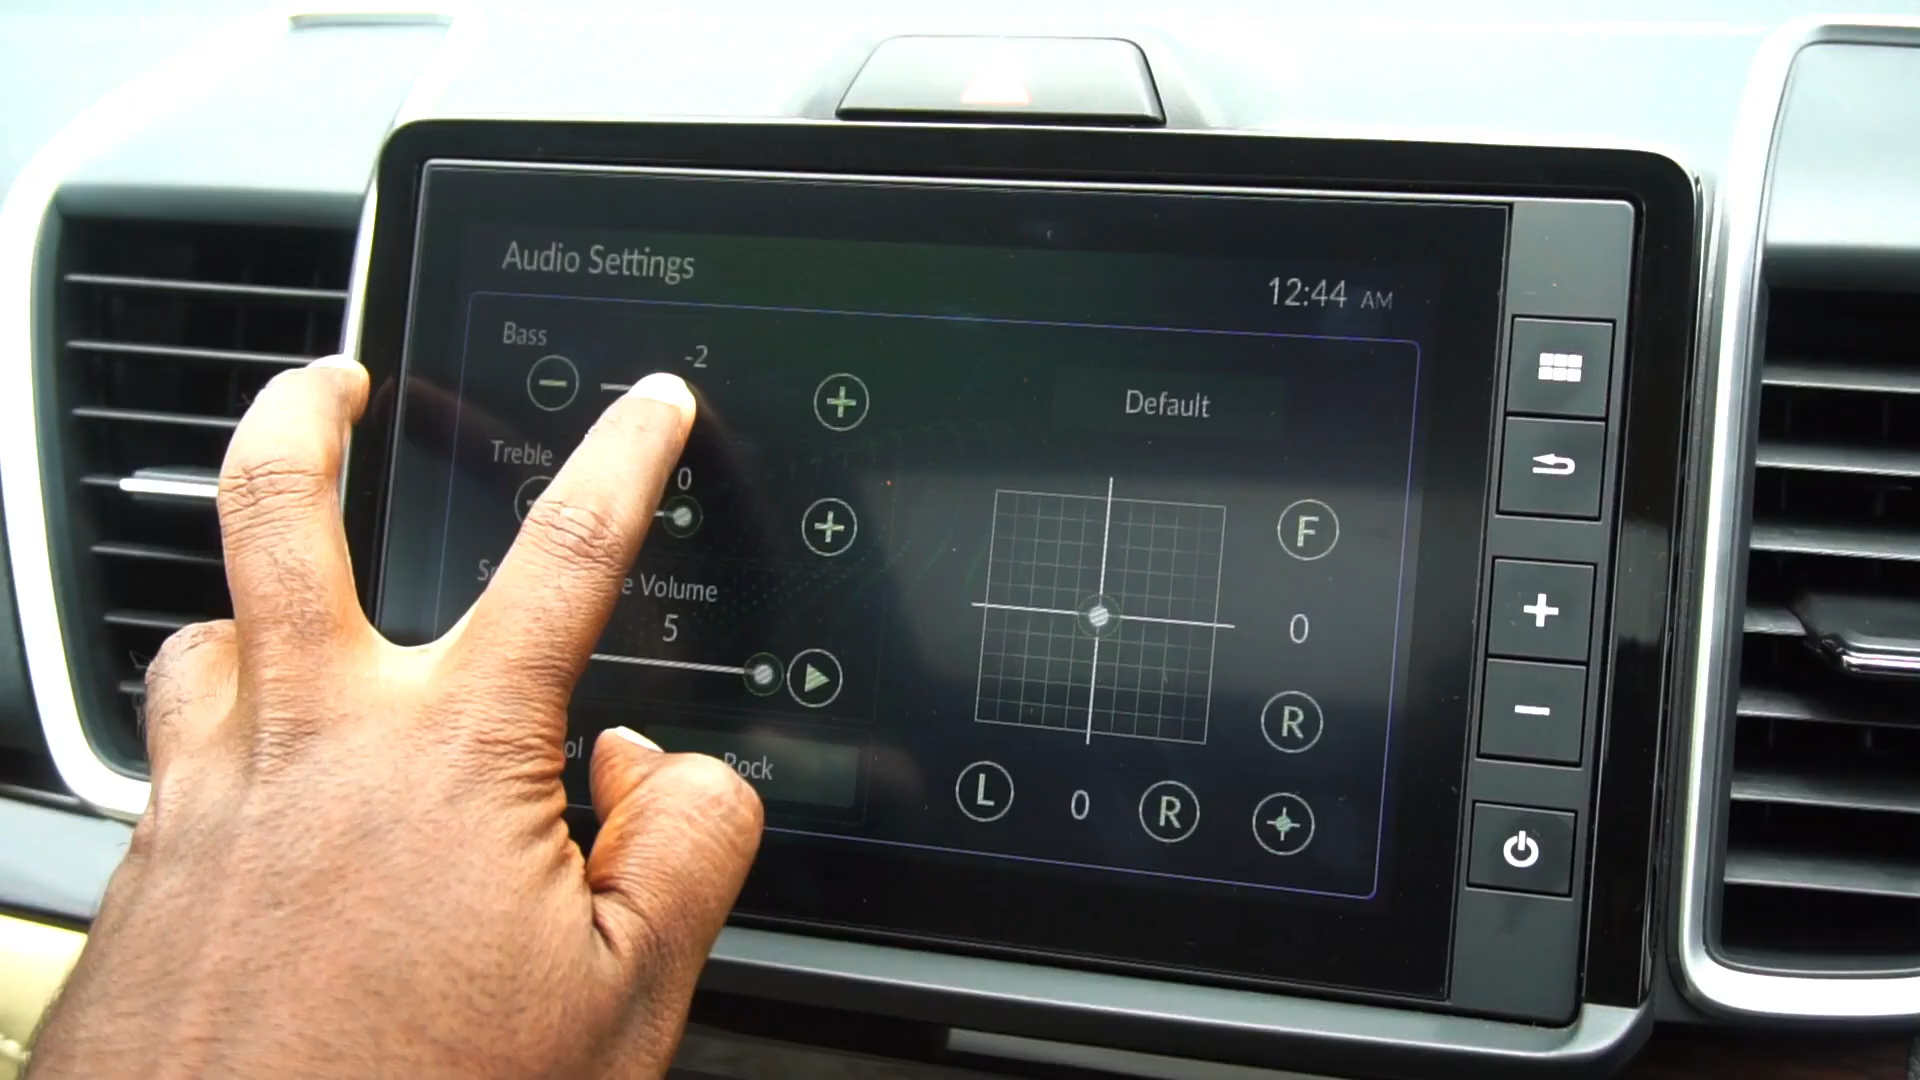 Audio Settings
12:44 AM
Bass
-2
Default
Treble
0
F
Volume
5
0
R
Rock
L 0 R